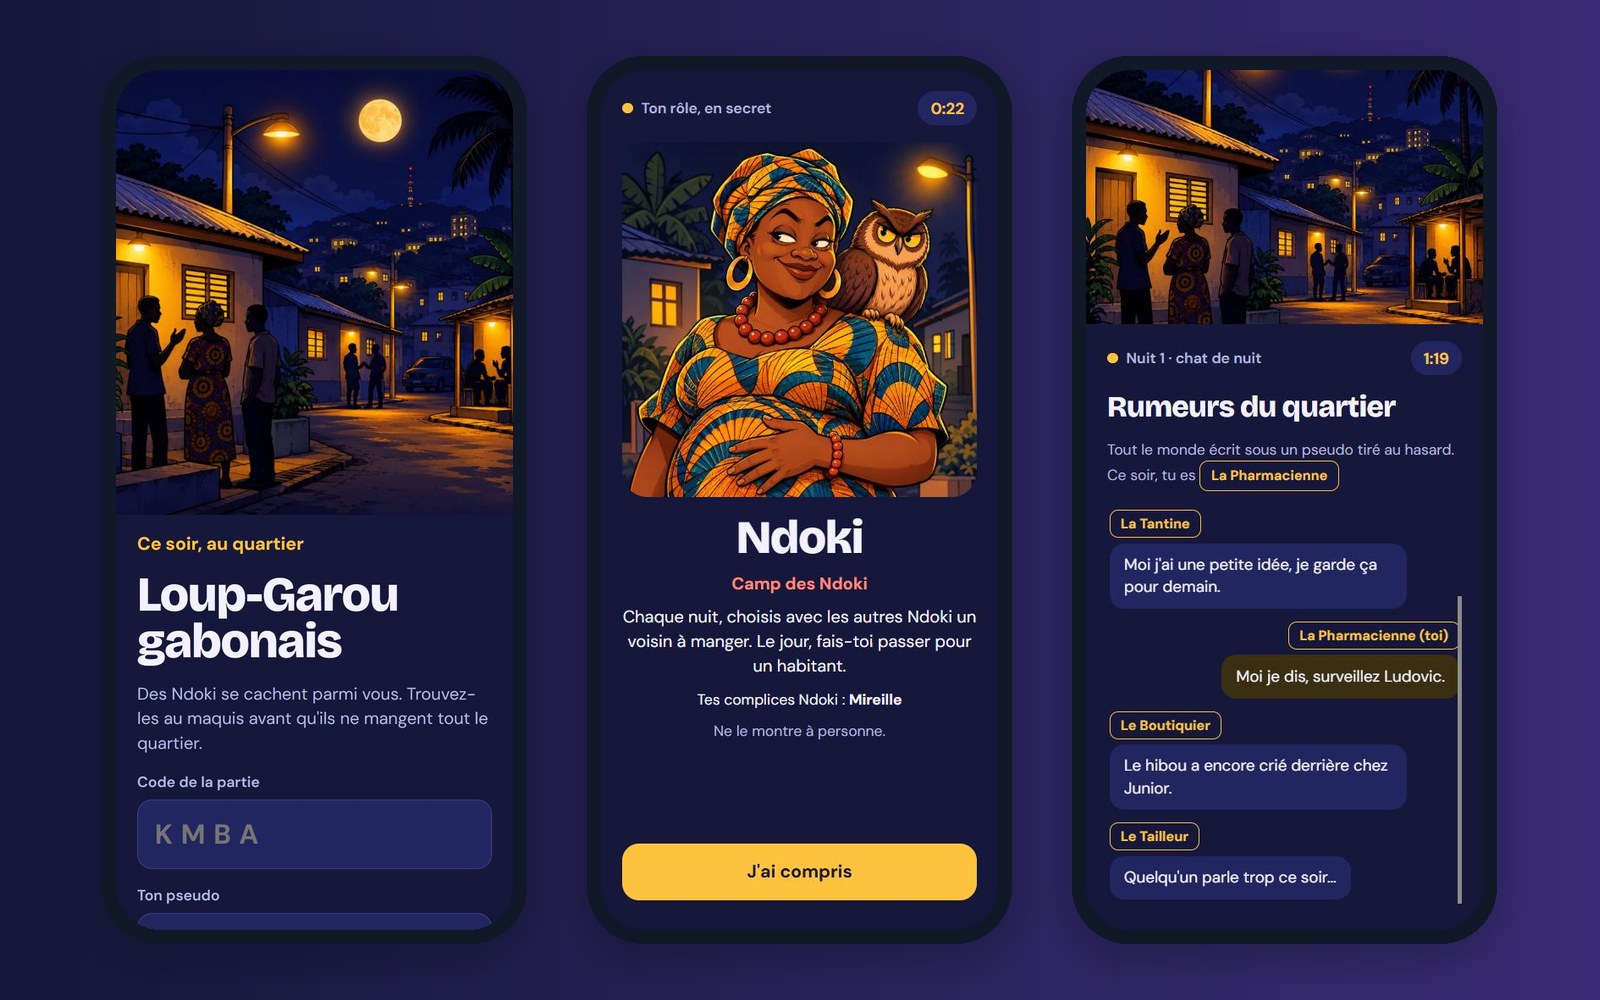 Ce soir, au quartier
Loup-Garou
gabonais
Des Ndoki se cachent parmi vous. Trouvez-
les au maquis avant qu'ils ne mangent tout le
quartier.
Code de la partie
KMBA
Ton pseudo
Ton rôle, en secret
0:22
Ndoki
Camp des Ndoki
Chaque nuit, choisis avec les autres Ndoki un
voisin à manger. Le jour, fais-toi passer pour
un habitant.
Tes complices Ndoki : Mireille
Ne le montre à personne.
J'ai compris
Nuit 1 · chat de nuit
1:19
Rumeurs du quartier
Tout le monde écrit sous un pseudo tiré au hasard.
Ce soir, tu es La Pharmacienne
La Tantine
Moi j'ai une petite idée, je garde ça
pour demain.
La Pharmacienne (toi)
Moi je dis, surveillez Ludovic.
Le Boutiquier
Le hibou a encore crié derrière chez
Junior.
Le Tailleur
Quelqu'un parle trop ce soir...